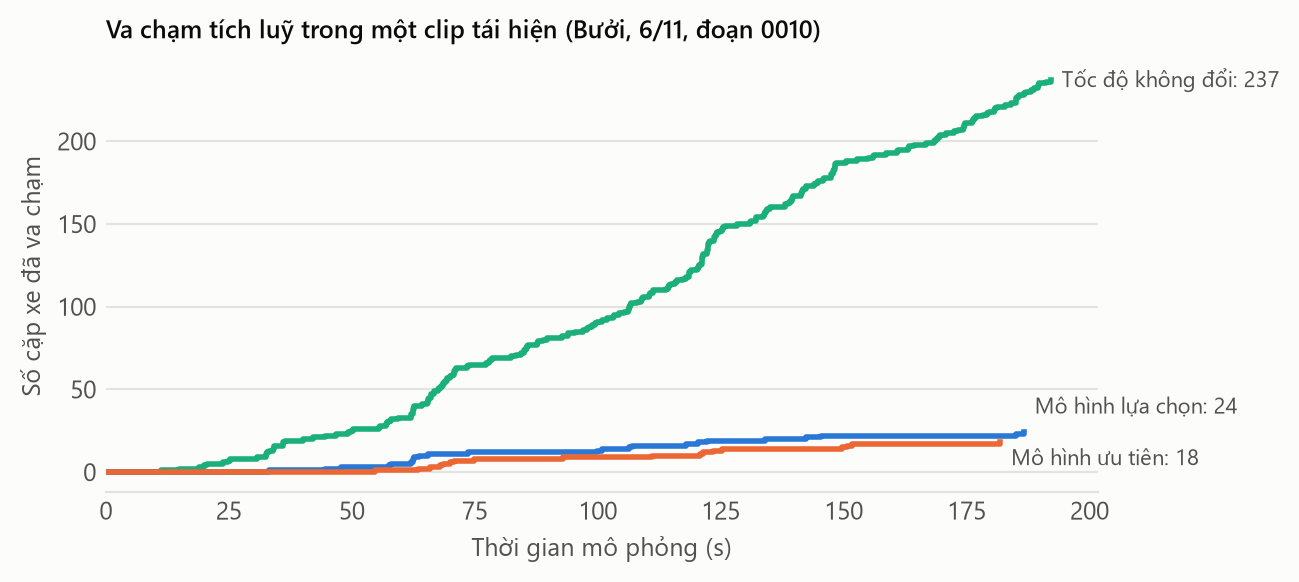 Va chạm tích luỹ trong một clip tái hiện (Bưởi, 6/11, đoạn 0010)
Tốc độ không đổi: 237
Số cặp xe đã va chạm
200
150
100
50
0
Mô hình lựa chọn: 24
Mô hình ưu tiên: 18
0 25 50 75 100 125 150 175 200
Thời gian mô phỏng (s)